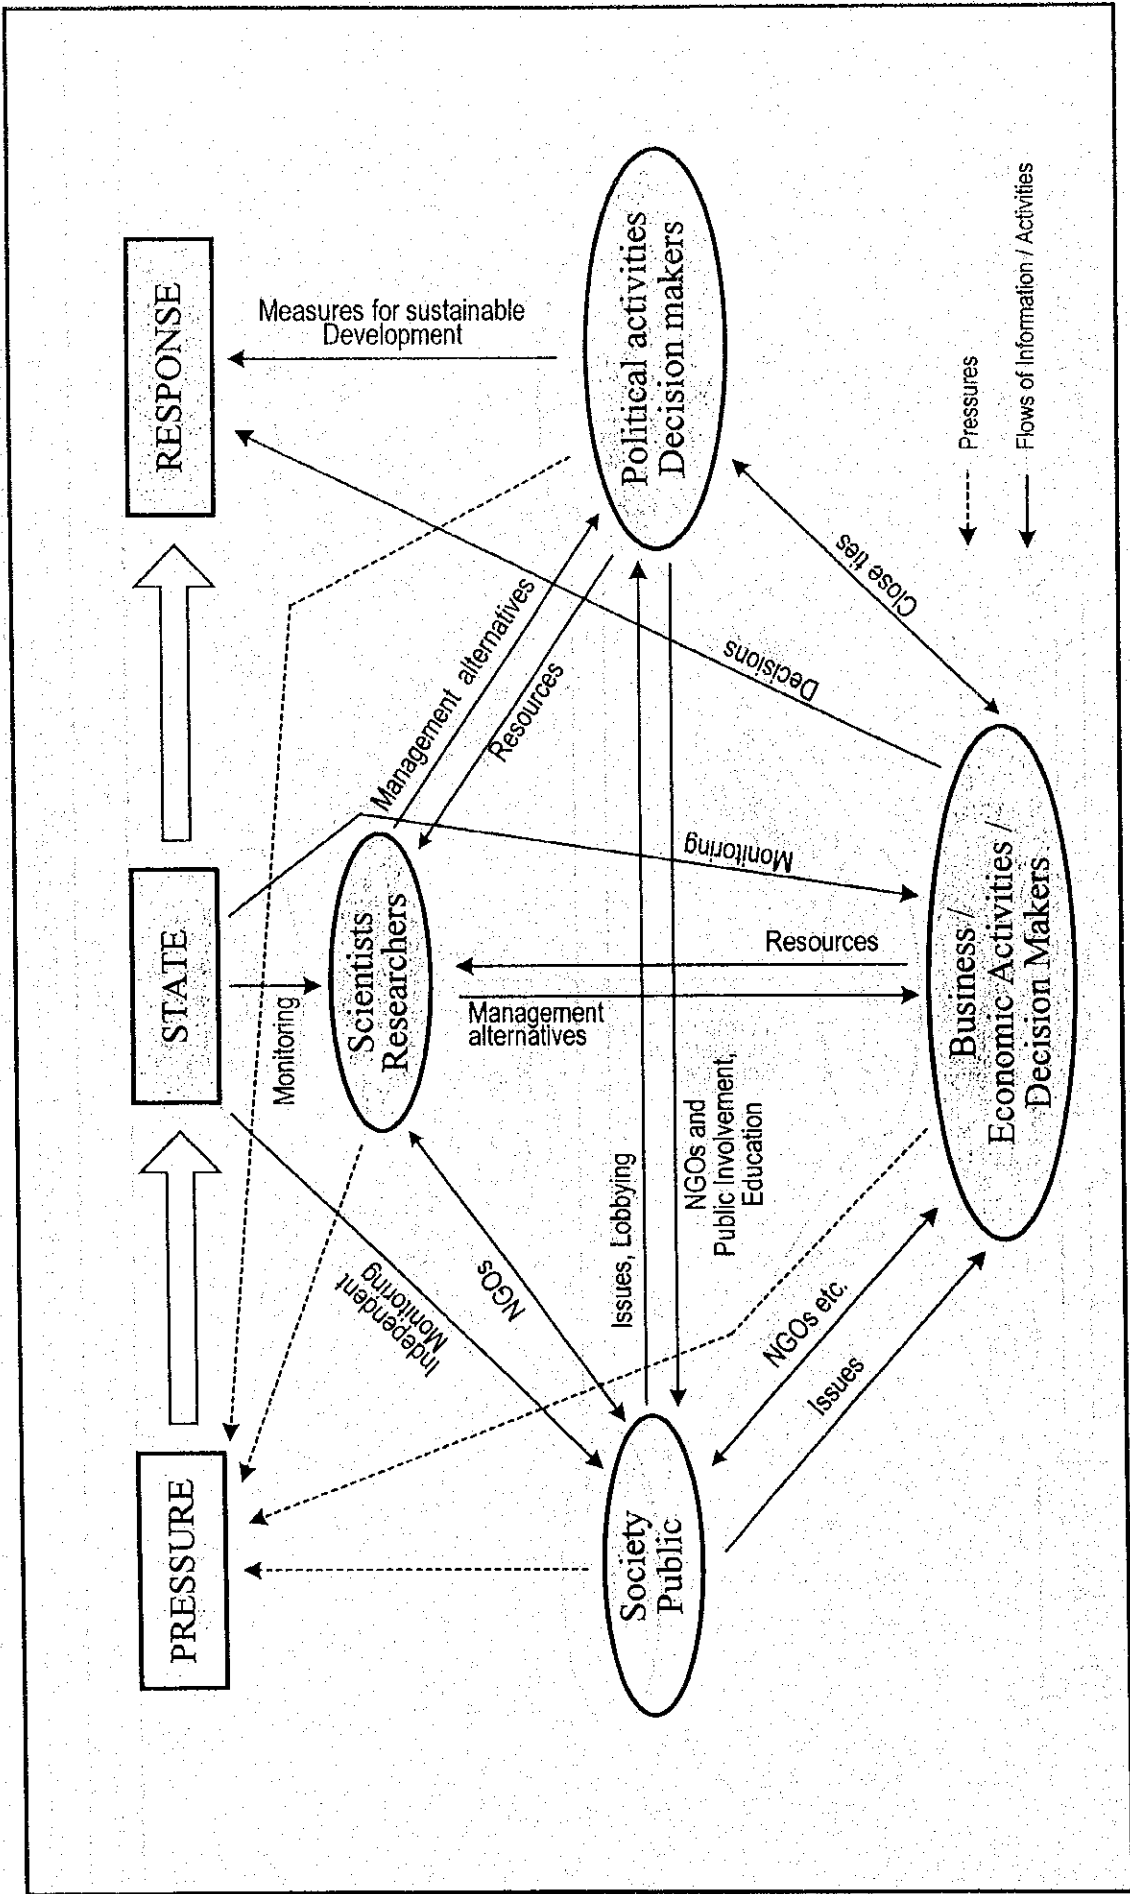 PRESSURE
STATE
RESPONSE
Monitoring
Measures for sustainable
Development
Scientists
Researchers
Management alternatives
Resources
Independent
Monitoring
NGOs
Management
alternatives
Resources
Monitoring
Decisions
Close ties
Society
Public
Issues, Lobbying
NGOs and
Public Involvement,
Education
Political activities
Decision makers
NGOs etc.
Issues
Business /
Economic Activities /
Decision Makers
Pressures
Flows of Information / Activities